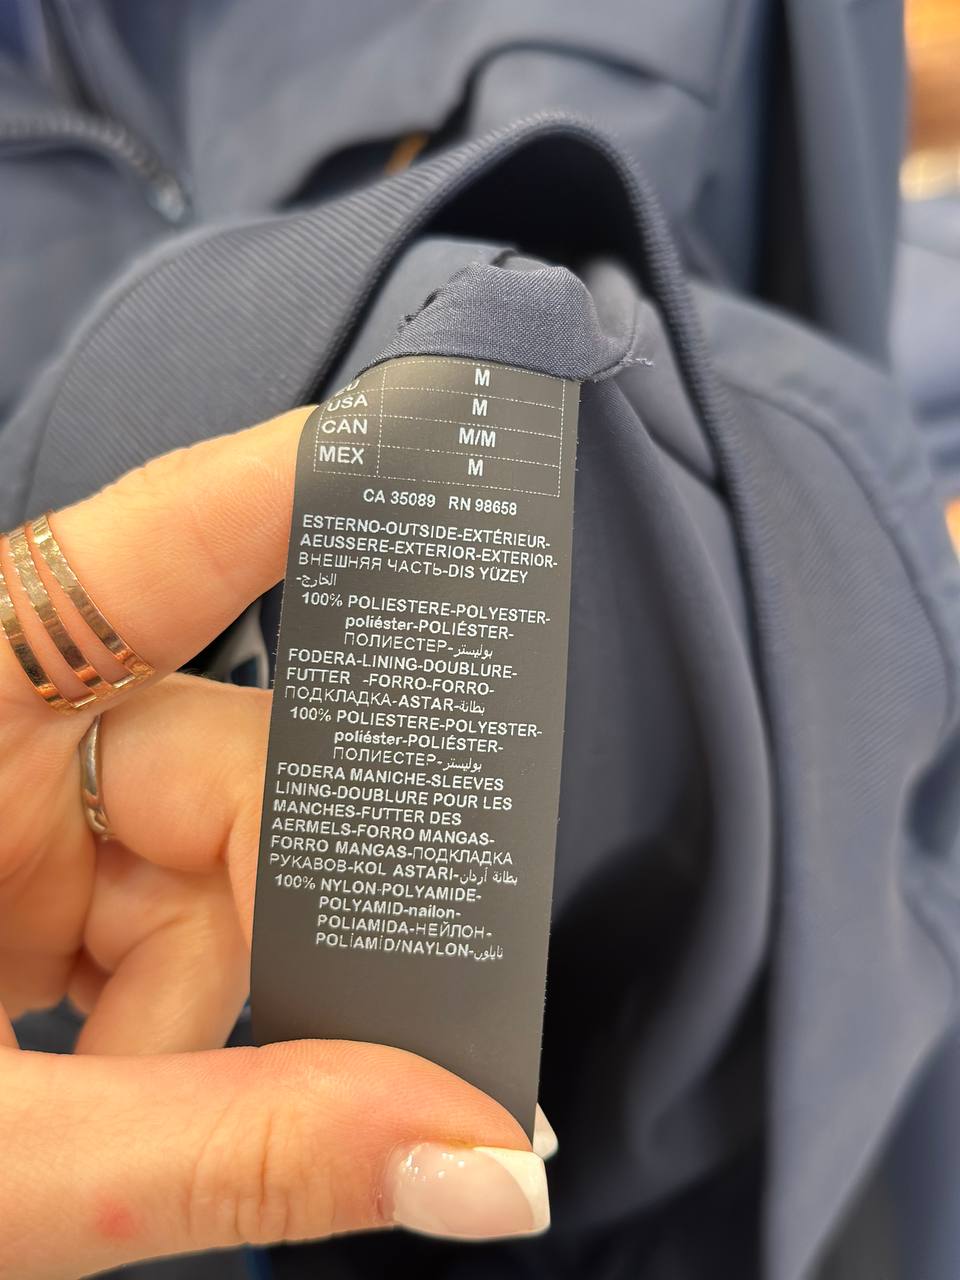 M
USA M
CAN M/M
MEX M
CA 35089 RN 98658
ESTERNO-OUTSIDE-EXTÉRIEUR-
AEUSSERE-EXTERIOR-EXTERIOR-
ВНЕШНЯЯ ЧАСТЬ-DIS YÜZEY
-الخارج
100% POLIESTERE-POLYESTER-
poliéster-POLIÉSTER-
ПОЛИЕСТЕР-بوليستر
FODERA-LINING-DOUBLURE-
FUTTER -FORRO-FORRO-
ПОДКЛАДКА-ASTAR-بطانة
100% POLIESTERE-POLYESTER-
poliéster-POLIÉSTER-
ПОЛИЕСТЕР-بوليستر
FODERA MANICHE-SLEEVES
LINING-DOUBLURE POUR LES
MANCHES-FUTTER DES
AERMELS-FORRO MANGAS-
FORRO MANGAS-ПОДКЛАДКА
РУКАВОВ-KOL ASTARI-بطانة أردان
100% NYLON-POLYAMIDE-
POLYAMID-nailon-
POLIAMIDA-НЕЙЛОН-
POLİAMİD/NAYLON-نايلون